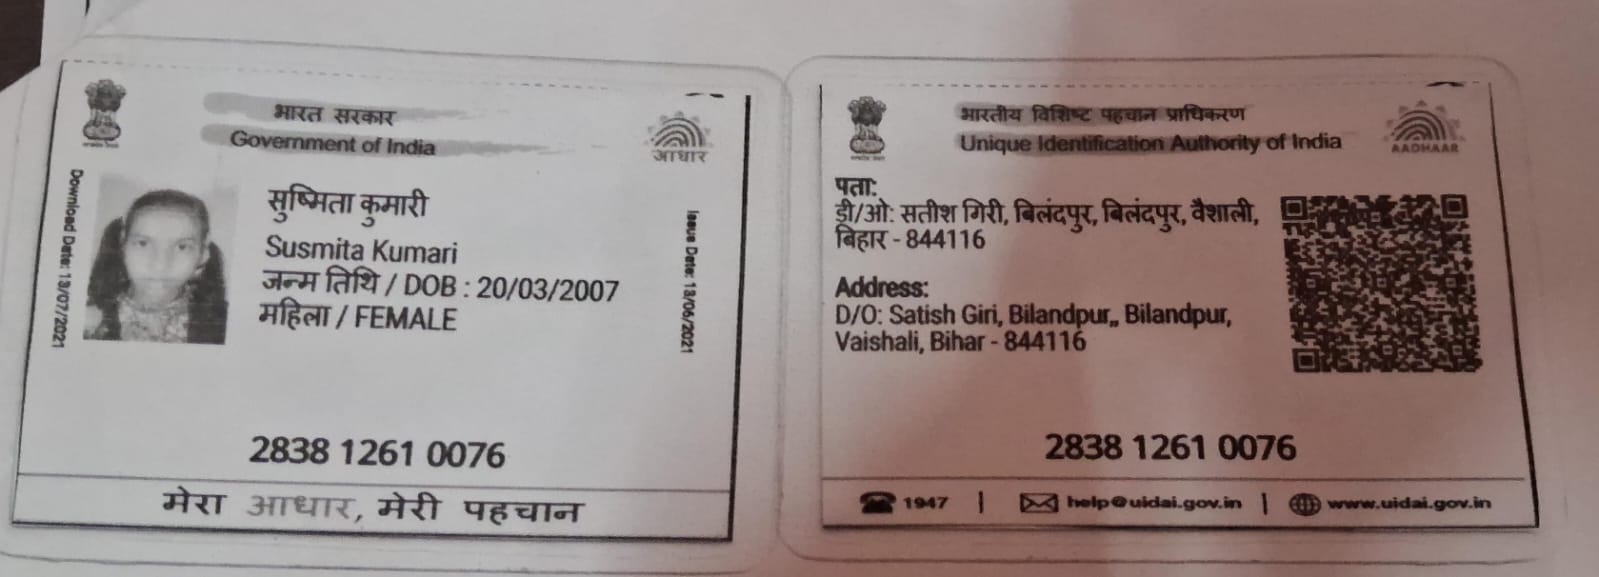 भारत सरकार
Government of India
आधार
Download Date: 13/07/2021
सुष्मिता कुमारी
Susmita Kumari
जन्म तिथि / DOB : 20/03/2007
महिला / FEMALE
Issue Date: 13/06/2021
2838 1261 0076
मेरा आधार, मेरी पहचान
भारतीय विशिष्ट पहचान प्राधिकरण
Unique Identification Authority of India
AADHAAR
पता:
डी/ओ: सतीश गिरी, बिलंदपुर, बिलंदपुर, वैशाली,
बिहार - 844116
Address:
D/O: Satish Giri, Bilandpur,, Bilandpur,
Vaishali, Bihar - 844116
2838 1261 0076
1947 | help@uidai.gov.in | www.uidai.gov.in